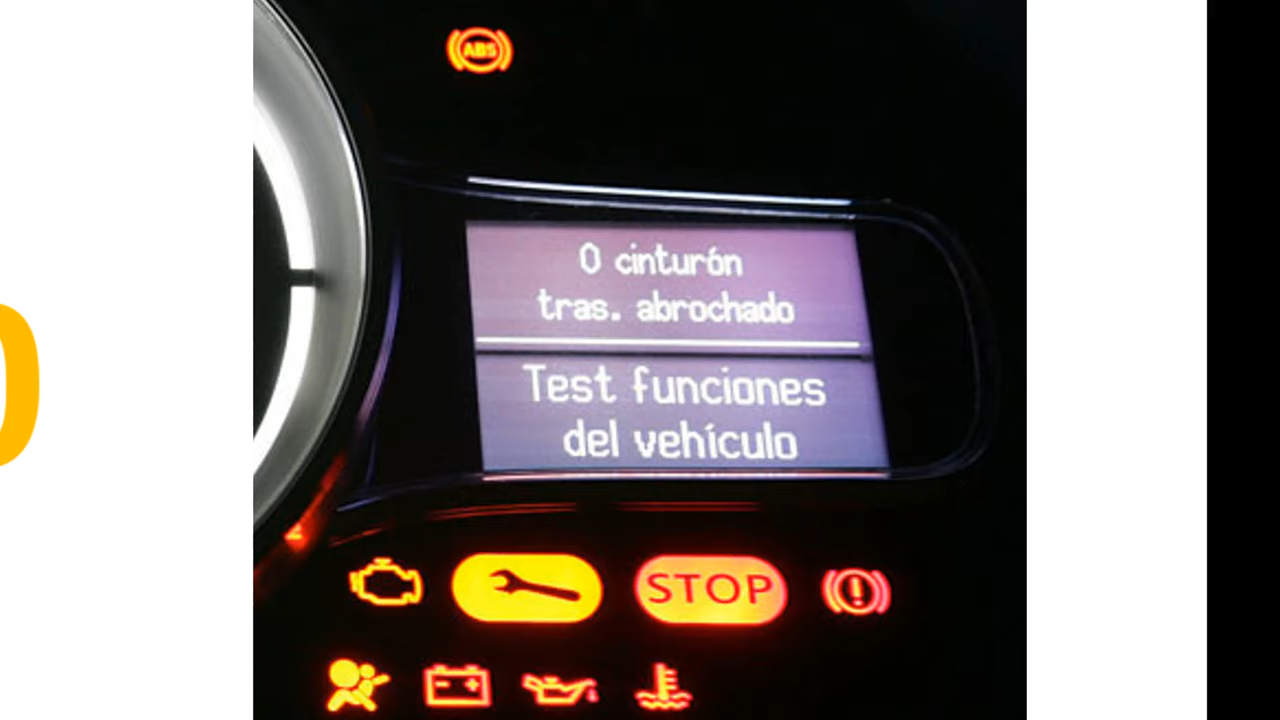 ABS
0 cinturón
tras. abrochado
Test funciones
del vehículo
STOP